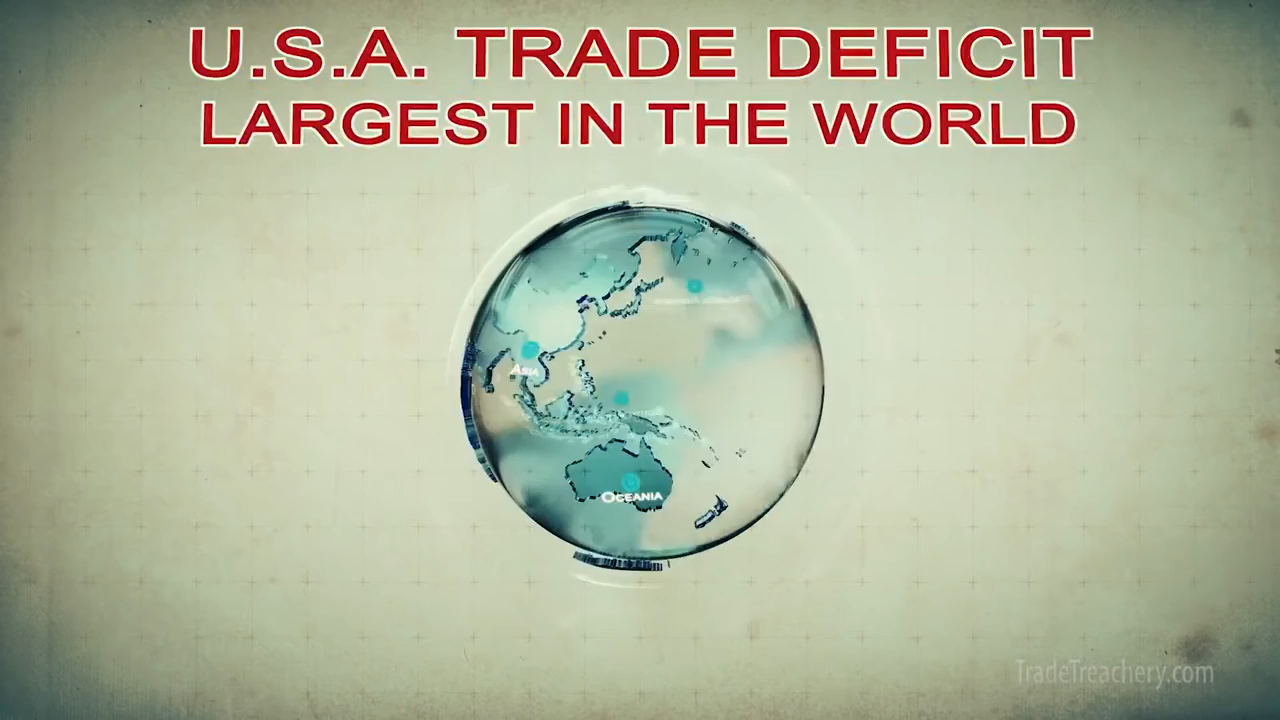 U.S.A. TRADE DEFICIT
LARGEST IN THE WORLD
ASIA
OCEANIA
TradeTreachery.com